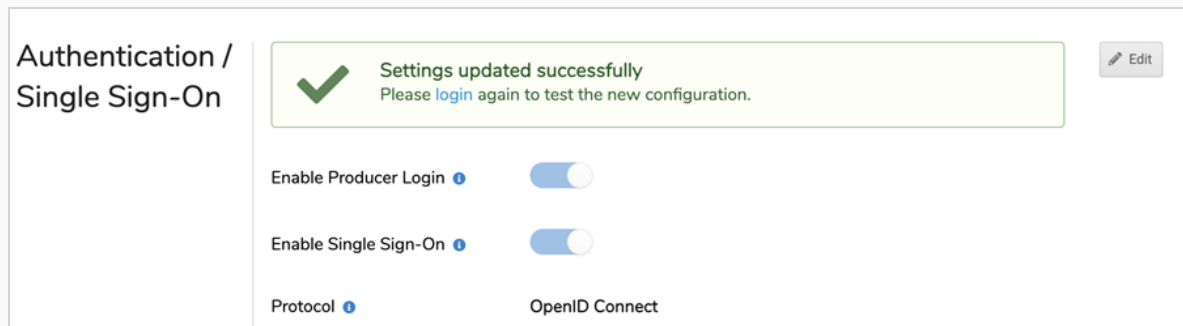 Authentication /
Single Sign-On
Settings updated successfully
Please login again to test the new configuration.
Edit
Enable Producer Login
Enable Single Sign-On
Protocol
OpenID Connect